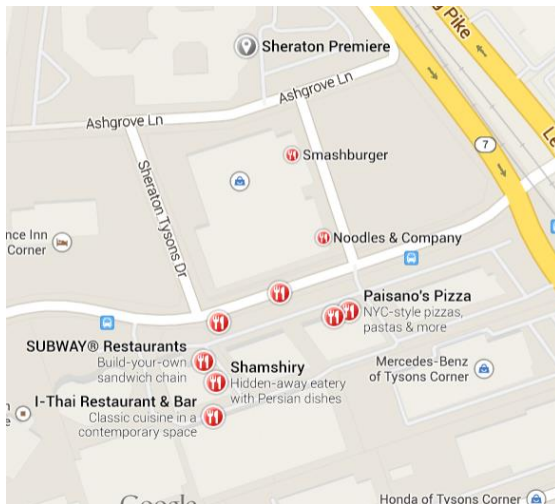 Sheraton Premiere
g Pike
Ashgrove Ln
Ashgrove Ln
Le
7
Smashburger
Sheraton Tysons Dr
nce Inn
Corner
Noodles & Company
Paisano's Pizza
NYC-style pizzas,
pastas & more
SUBWAY® Restaurants
Build-your-own
sandwich chain
Shamshiry
Hidden-away eatery
with Persian dishes
Mercedes-Benz
of Tysons Corner
I-Thai Restaurant & Bar
Classic cuisine in a
contemporary space
Google
Honda of Tysons Corner